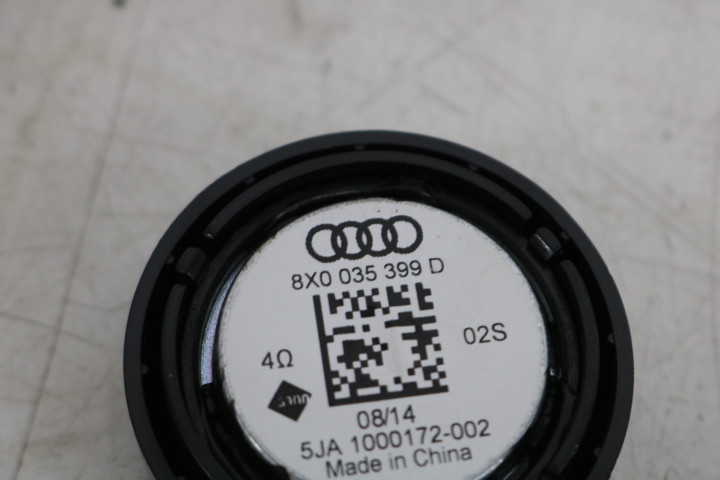 8X0 035 399 D
4Ω
02S
08/14
5JA 1000172-002
Made in China